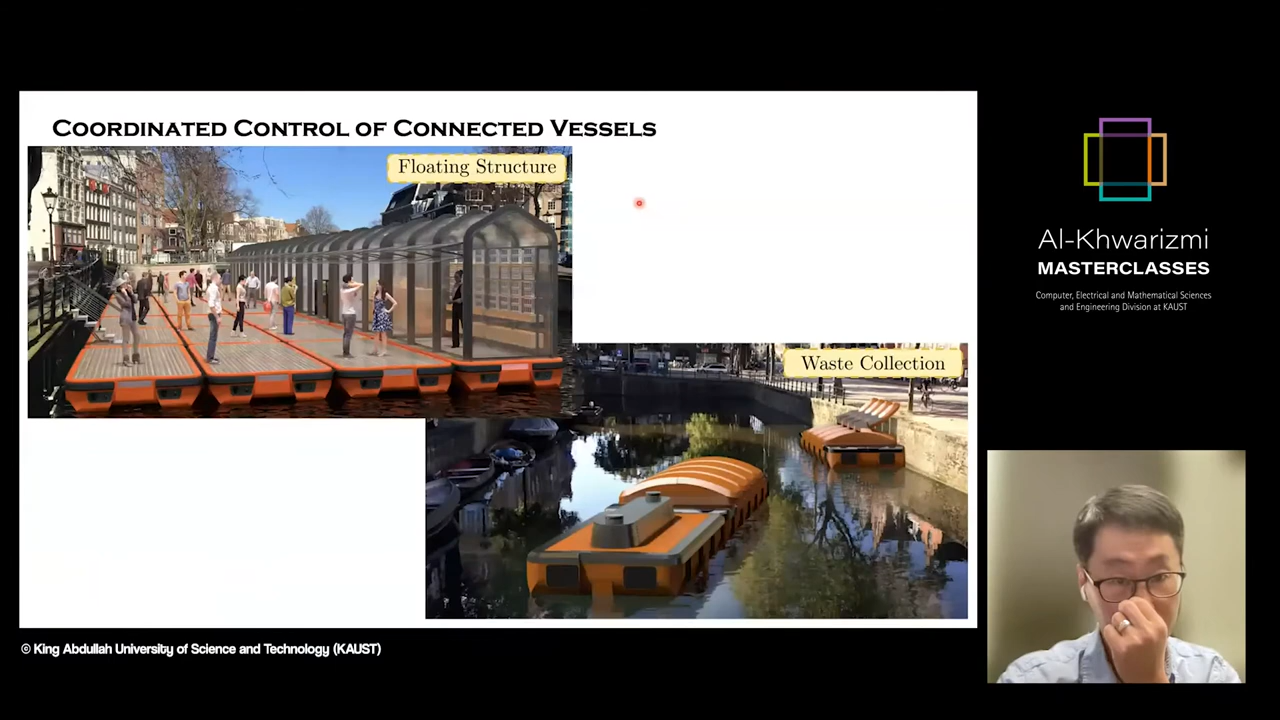 COORDINATED CONTROL OF CONNECTED VESSELS
Floating Structure
Waste Collection
Al-Khwarizmi
MASTERCLASSES
Computer, Electrical and Mathematical Sciences
and Engineering Division at KAUST
© King Abdullah University of Science and Technology (KAUST)